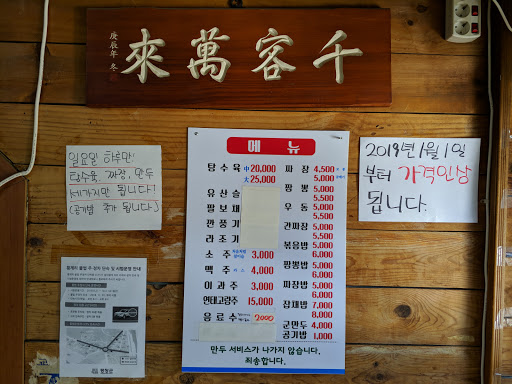 千客萬來
庚辰年 冬
일요일 하루만
탕수육, 짜장, 만두
세가지만 됩니다!
(공기밥 추가 됩니다)
메뉴
탕수육 中 20,000
大 25,000
유산슬
팔보채
깐풍기
라조기
소주 3,000
맥주 4,000
이과주 3,000
연태고량주 15,000
음료수 2000
짜장 4,500
5,000
짬뽕 5,000
5,500
우동 5,000
5,500
간짜장 5,000
5,500
볶음밥 5,000
6,000
짬뽕밥 5,000
6,000
짜장밥 5,000
6,000
잡채밥 7,000
8,000
군만두 4,000
공기밥 1,000
만두 서비스가 나가지 않습니다.
죄송합니다.
2019년 1월 1일
부터 가격인상
됩니다.